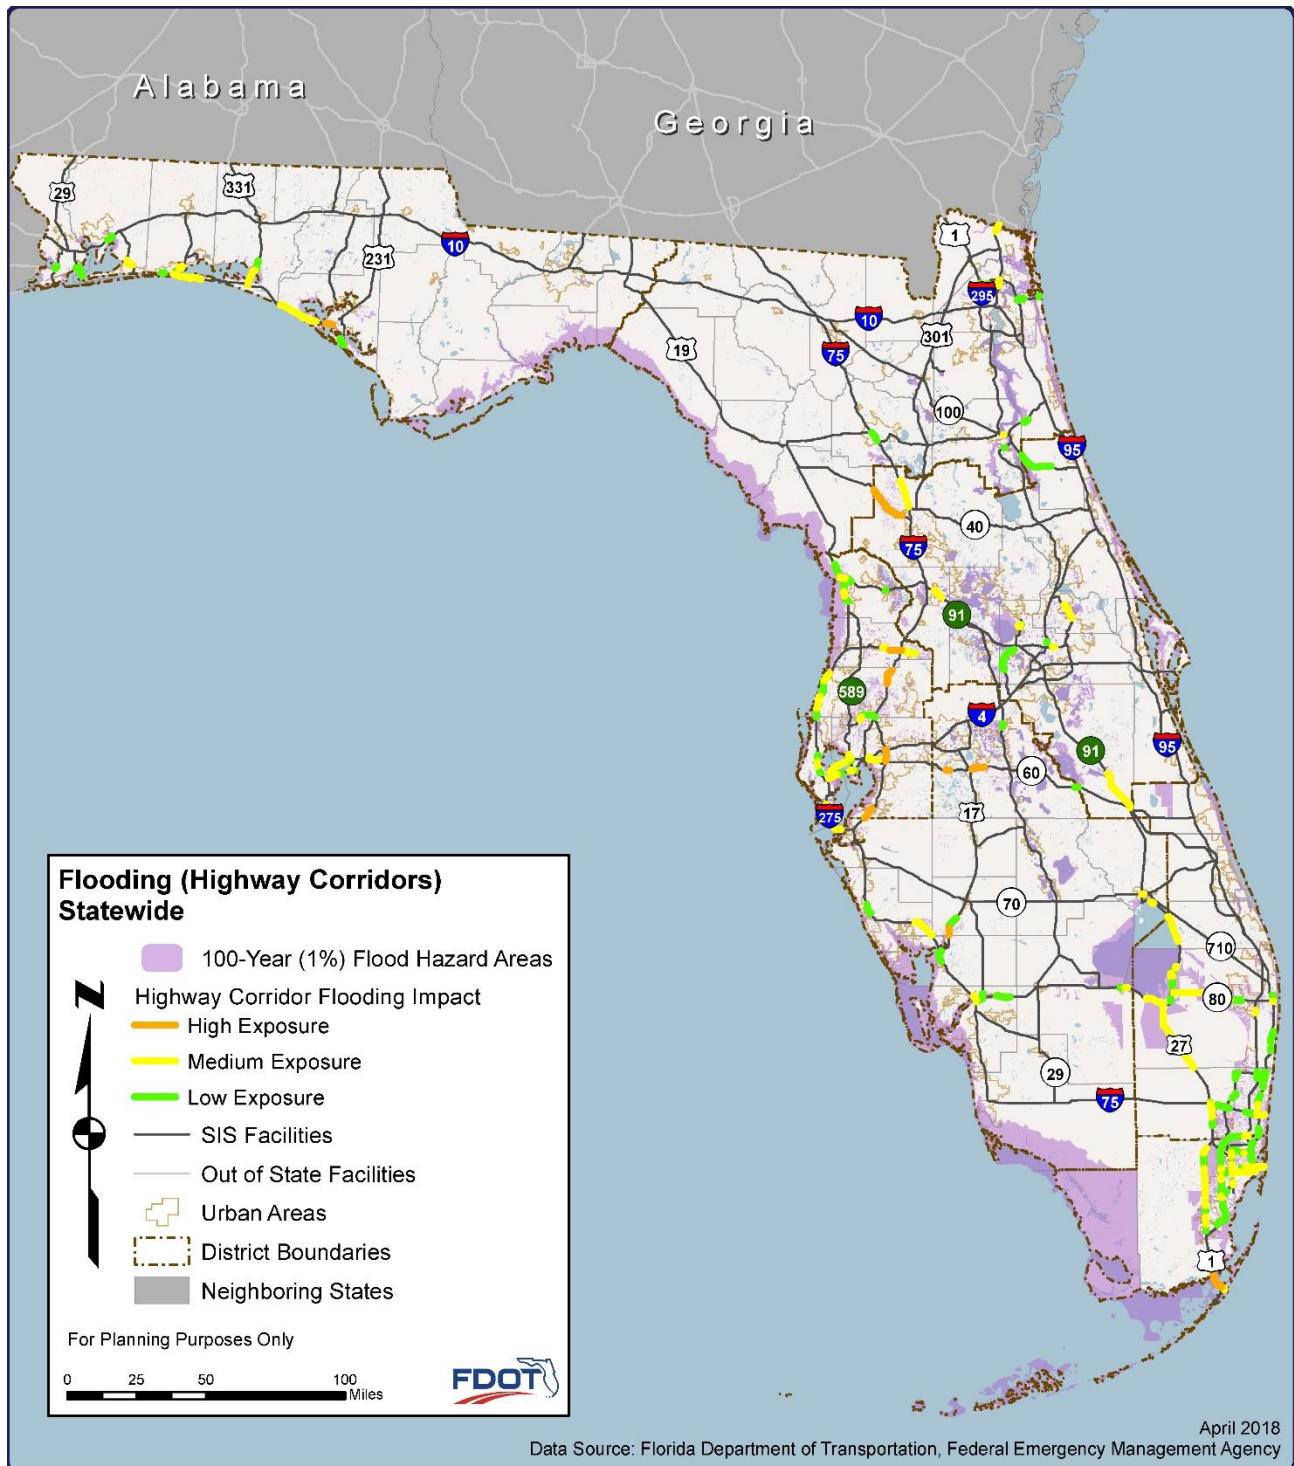 Alabama
Georgia
29
331
231
10
1
295
10
301
19
75
100
95
40
75
91
589
4
95
91
60
275
17
70
710
80
27
29
75
1
Flooding (Highway Corridors)
Statewide
100-Year (1%) Flood Hazard Areas
N
Highway Corridor Flooding Impact
High Exposure
Medium Exposure
Low Exposure
SIS Facilities
Out of State Facilities
Urban Areas
District Boundaries
Neighboring States
For Planning Purposes Only
0 25 50 100
Miles
FDOT
April 2018
Data Source: Florida Department of Transportation, Federal Emergency Management Agency